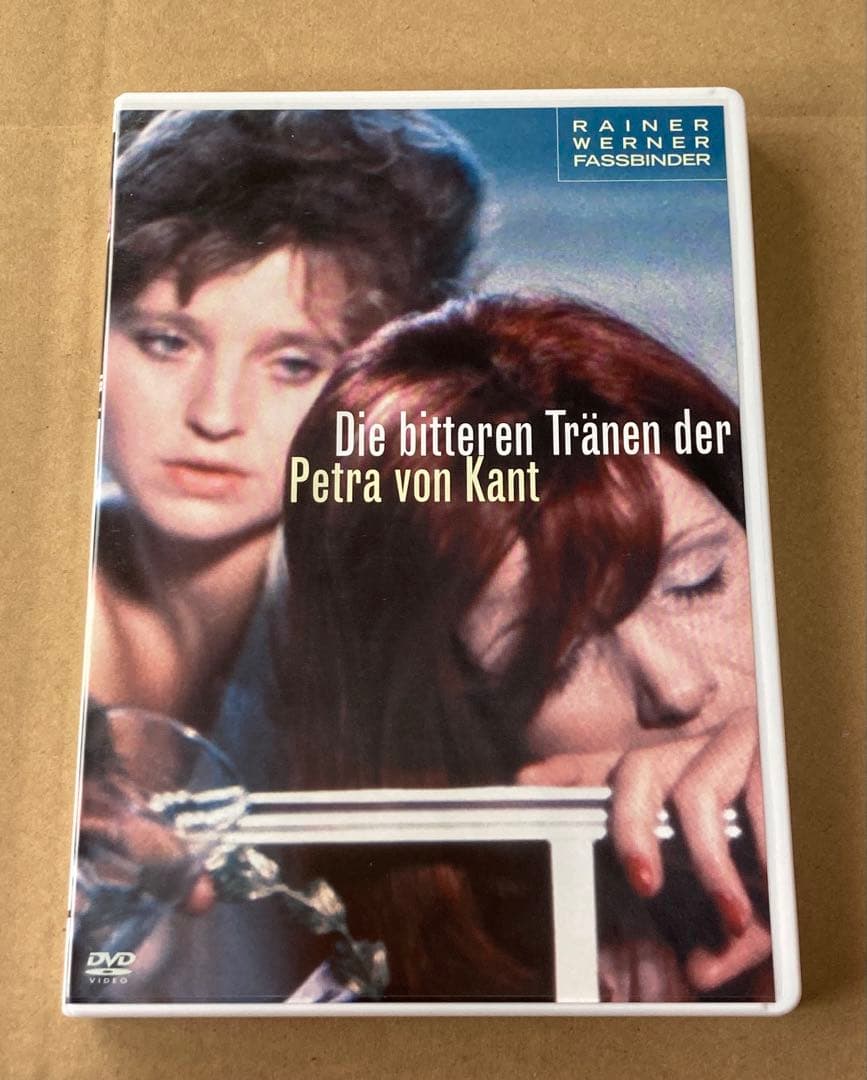 RAINER
WERNER
FASSBINDER
Die bitteren Tränen der
Petra von Kant
DVD
VIDEO